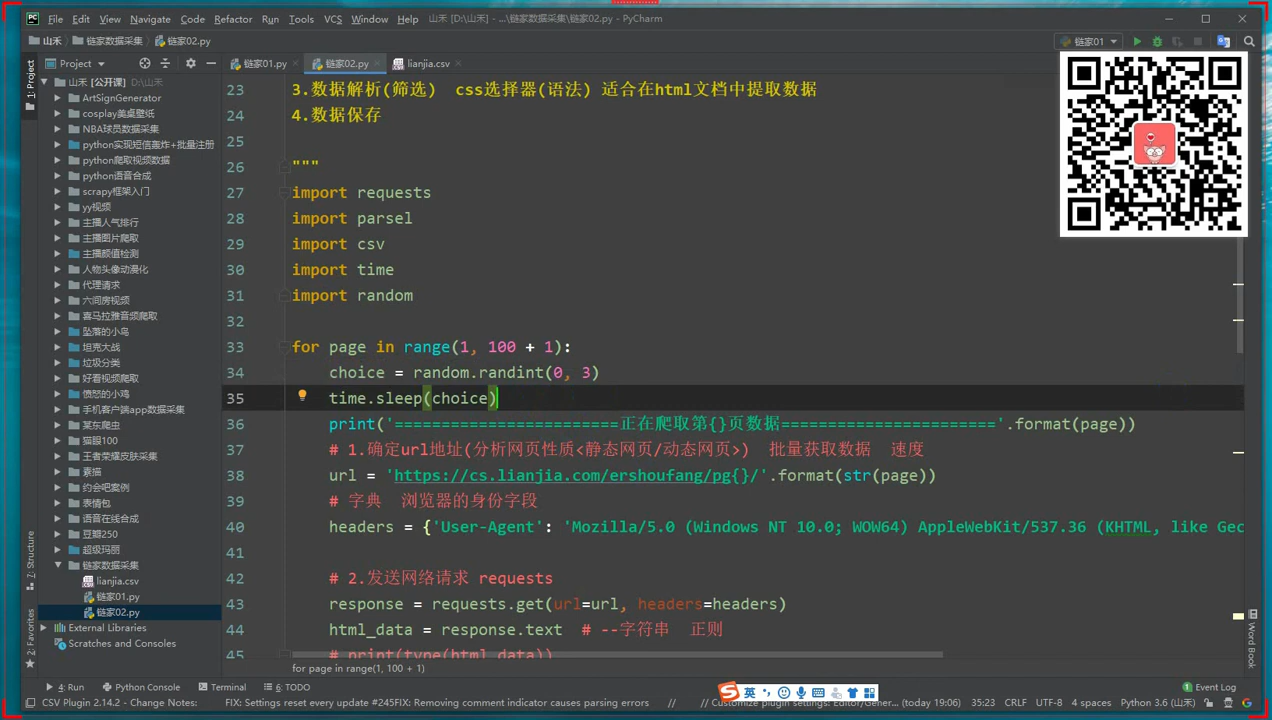 File Edit View Navigate Code Refactor Run Tools VCS Window Help 山禾 [D:\山禾] - ...\链家数据采集\链家02.py - PyCharm
山禾 链家数据采集 链家02.py
链家01
Project
链家01.py 链家02.py lianjia.csv
1: Project
7: Structure
2: Favorites
Word Book
山禾 [公开课] D:\山禾
ArtSignGenerator
cosplay美桌壁纸
NBA球员数据采集
python实现短信轰炸+批量注册
python爬取视频数据
python语音合成
scrapy框架入门
yy视频
主播人气排行
主播图片爬取
主播颜值检测
人物头像动漫化
代理请求
六间房视频
喜马拉雅音频爬取
坠落的小鸟
坦克大战
垃圾分类
好看视频爬取
愤怒的小鸡
手机客户端app数据采集
某东爬虫
猫眼100
王者荣耀皮肤采集
素描
约会吧案例
表情包
语音在线合成
豆瓣250
超级玛丽
链家数据采集
lianjia.csv
链家01.py
链家02.py
External Libraries
Scratches and Consoles
23 3.数据解析(筛选) css选择器(语法) 适合在html文档中提取数据
24 4.数据保存
25
26 """
27 import requests
28 import parsel
29 import csv
30 import time
31 import random
32
33 for page in range(1, 100 + 1):
34 choice = random.randint(0, 3)
35 time.sleep(choice)
36 print('========================正在爬取第{}页数据======================='.format(page))
37 # 1.确定url地址(分析网页性质<静态网页/动态网页>) 批量获取数据 速度
38 url = 'https://cs.lianjia.com/ershoufang/pg{}/'.format(str(page))
39 # 字典 浏览器的身份字段
40 headers = {'User-Agent': 'Mozilla/5.0 (Windows NT 10.0; WOW64) AppleWebKit/537.36 (KHTML, like Gec
41
42 # 2.发送网络请求 requests
43 response = requests.get(url=url, headers=headers)
44 html_data = response.text # --字符串 正则
45 # print(type(html_data))
for page in range(1, 100 + 1)
4: Run Python Console Terminal 6: TODO
英
Event Log
CSV Plugin 2.14.2 - Change Notes: FIX: Settings reset every update #245FIX: Removing comment indicator causes parsing errors // // Customize plugin settings: Editor/Gener... (today 19:06) 35:23 CRLF UTF-8 4 spaces Python 3.6 (山禾)